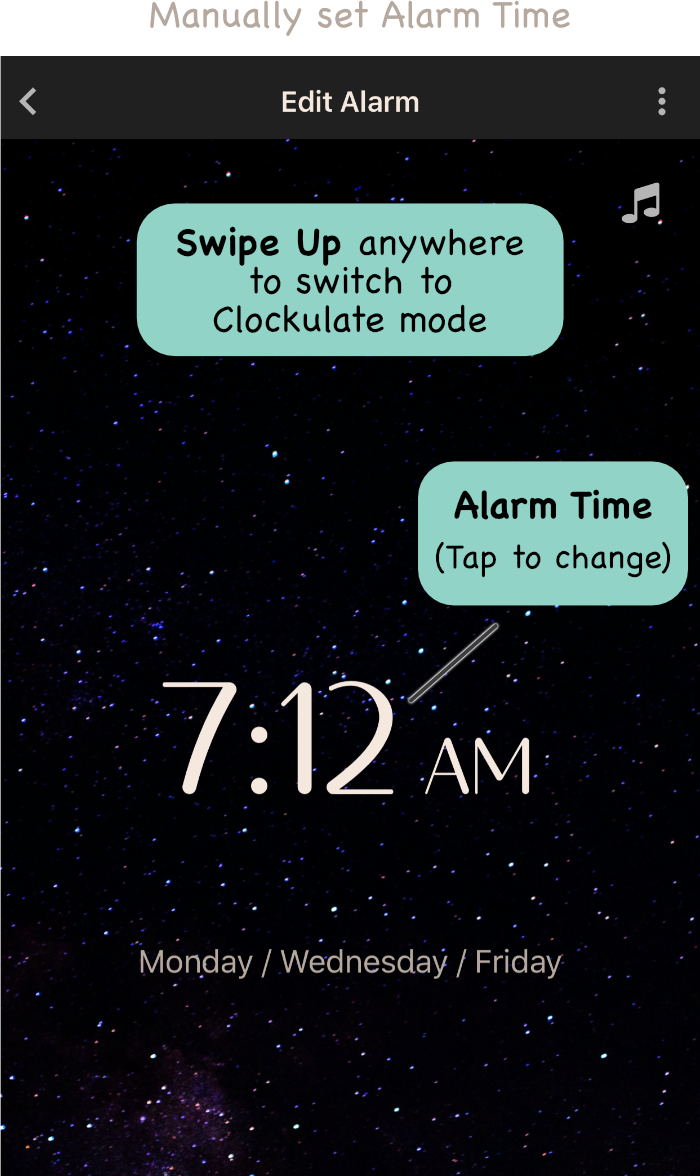 Manually set Alarm Time
Edit Alarm
Swipe Up anywhere
to switch to
Clockulate mode
Alarm Time
(Tap to change)
7:12 AM
Monday / Wednesday / Friday